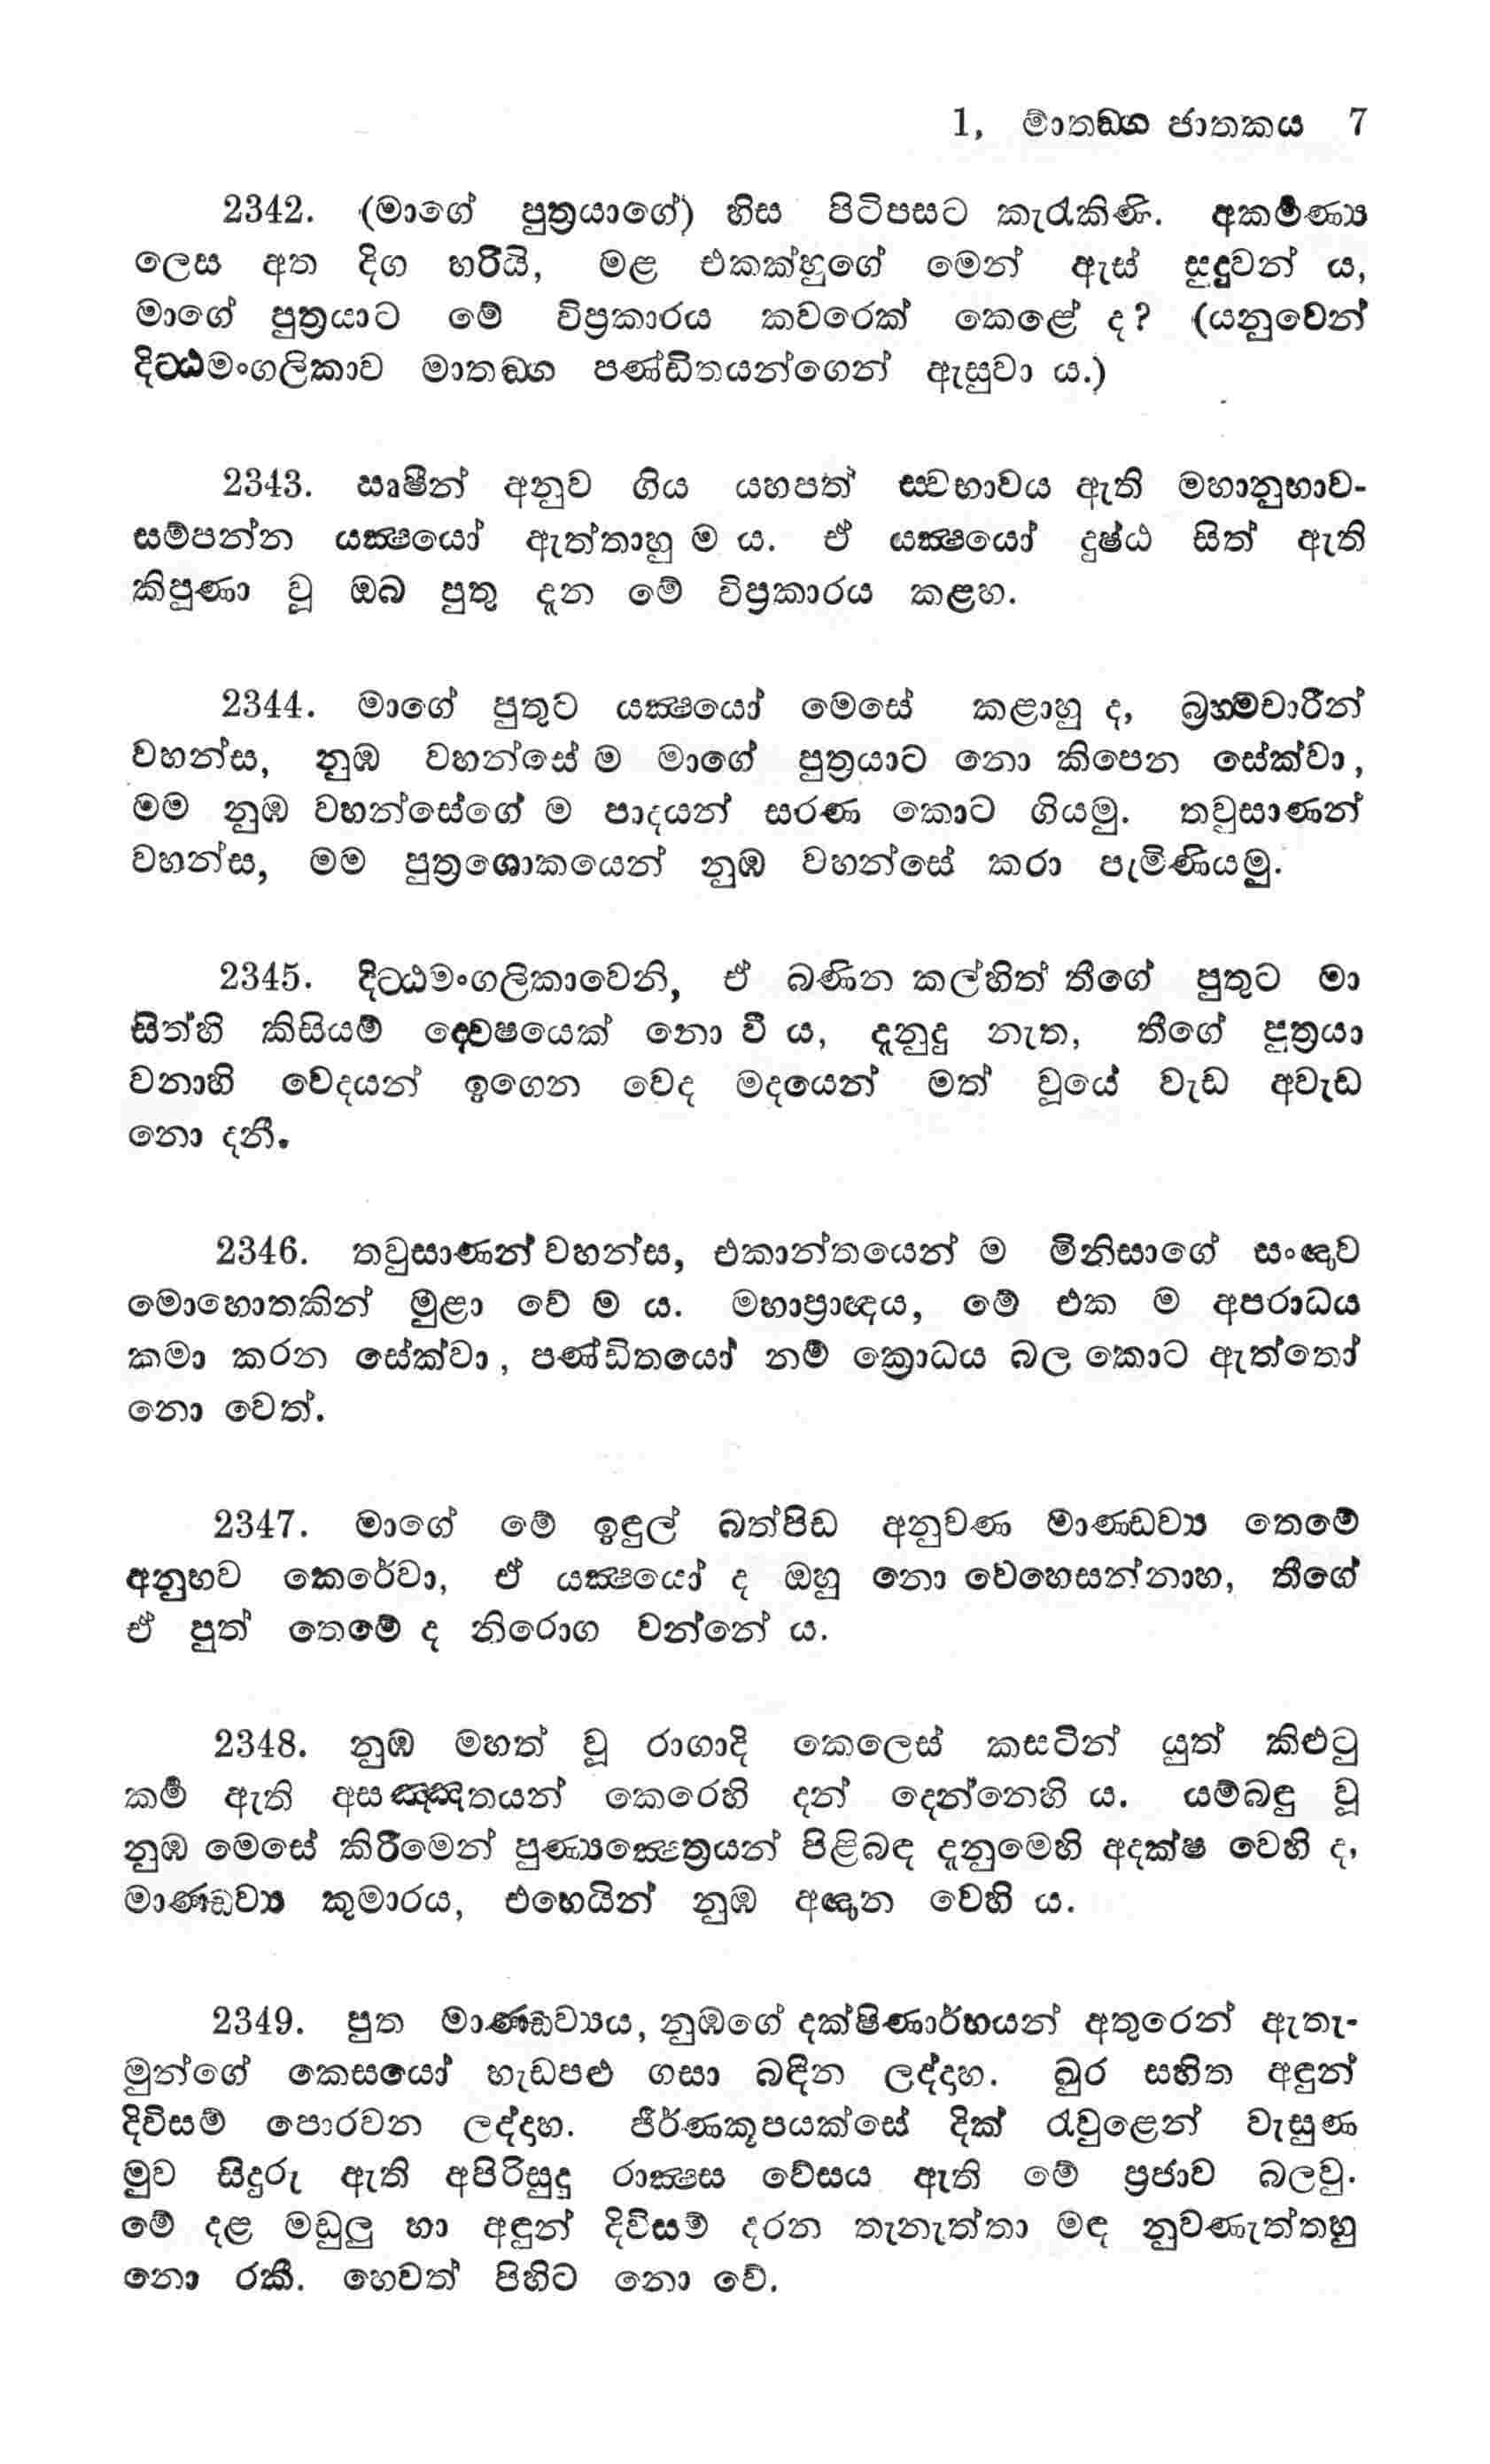 1, මාතඞ්ග ජාතකය 7
2342. (මාගේ පුත්‍රයාගේ) හිස පිටිපසට කැරකිණි. අකර්‍මණ්‍ය
ලෙස අත දිග හරියි, මළ එකක්හුගේ මෙන් ඇස් සුදුවන් ය,
මාගේ පුත්‍රයාට මේ විප්‍රකාරය කවරෙක් කෙළේ ද? (යනුවෙන්
දිට්ඨමංගලිකාව මාතඞ්ග පණ්ඩිතයන්ගෙන් ඇසුවා ය.)
2343. ඍෂීන් අනුව ගිය යහපත් ස්වභාවය ඇති මහානුභාව-
සම්පන්න යක්‍ෂයෝ ඇත්තාහු ම ය. ඒ යක්‍ෂයෝ දුෂ්ඨ සිත් ඇති
කිපුණා වූ ඔබ පුතු දැන මේ විප්‍රකාරය කළහ.
2344. මාගේ පුතුට යක්‍ෂයෝ මෙසේ කළාහු ද, බ්‍රහ්මචාරීන්
වහන්ස, නුඹ වහන්සේ ම මාගේ පුත්‍රයාට නො කිපෙන සේක්වා,
මම නුඹ වහන්සේගේ ම පාදයන් සරණ කොට ගියමු. තවුසාණන්
වහන්ස, මම පුත්‍රශොකයෙන් නුඹ වහන්සේ කරා පැමිණියමු.
2345. දිට්ඨමංගලිකාවෙනි, ඒ බණින කල්හිත් තීගේ පුතුට මා
සිත්හි කිසියම් ද්වෙෂයෙක් නො වී ය, දැනුදු නැත, තීගේ පුත්‍රයා
වනාහි වෙදයන් ඉගෙන වෙද මදයෙන් මත් වූයේ වැඩ අවැඩ
නො දනී.
2346. තවුසාණන් වහන්ස, එකාන්තයෙන් ම මිනිසාගේ සංඥාව
මොහොතකින් මුළා වේ ම ය. මහාප්‍රාඥය, මේ එක ම අපරාධය
කමා කරන සේක්වා, පණ්ඩිතයෝ නම් ක්‍රොධය බල කොට ඇත්තෝ
නො වෙත්.
2347. මාගේ මේ ඉඳුල් බත්පිඩ අනුවණ මාණ්ඩව්‍ය තෙමේ
අනුභව කෙරේවා, ඒ යක්‍ෂයෝ ද ඔහු නො වෙහෙසන්නාහ, තීගේ
ඒ පුත් තෙමේ ද නිරොග වන්නේ ය.
2348. නුඹ මහත් වූ රාගාදි කෙලෙස් කසටින් යුත් කිළුටු
කර්‍ම ඇති අසඤ්ඤතයන් කෙරෙහි දන් දෙන්නෙහි ය. යම්බඳු වූ
නුඹ මෙසේ කිරීමෙන් පුණ්‍යක්‍ෂෙත්‍රයන් පිළිබඳ දැනුමෙහි අදක්ෂ වෙහි ද,
මාණ්ඩව්‍ය කුමාරය, එහෙයින් නුඹ අඥාන වෙහි ය.
2349. පුත මාණ්ඩව්‍යය, නුඹගේ දක්ෂිණාර්හයන් අතුරෙන් ඇතැ-
මුන්ගේ කෙසයෝ හැඩපළු ගසා බඳින ලද්දාහ. ඛුර සහිත අඳුන්
දිවිසම් පොරවන ලද්දාහ. ජීර්ණකූපයක්සේ දික් රැවුළෙන් වැසුණ
මුව සිදුරු ඇති අපිරිසුදු රාක්‍ෂස වේසය ඇති මේ ප්‍රජාව බලවු.
මේ දළ මඩුලු හා අඳුන් දිවිසම් දරන තැනැත්තා මඳ නුවණැත්තහු
නො රකී. හෙවත් පිහිට නො වේ.